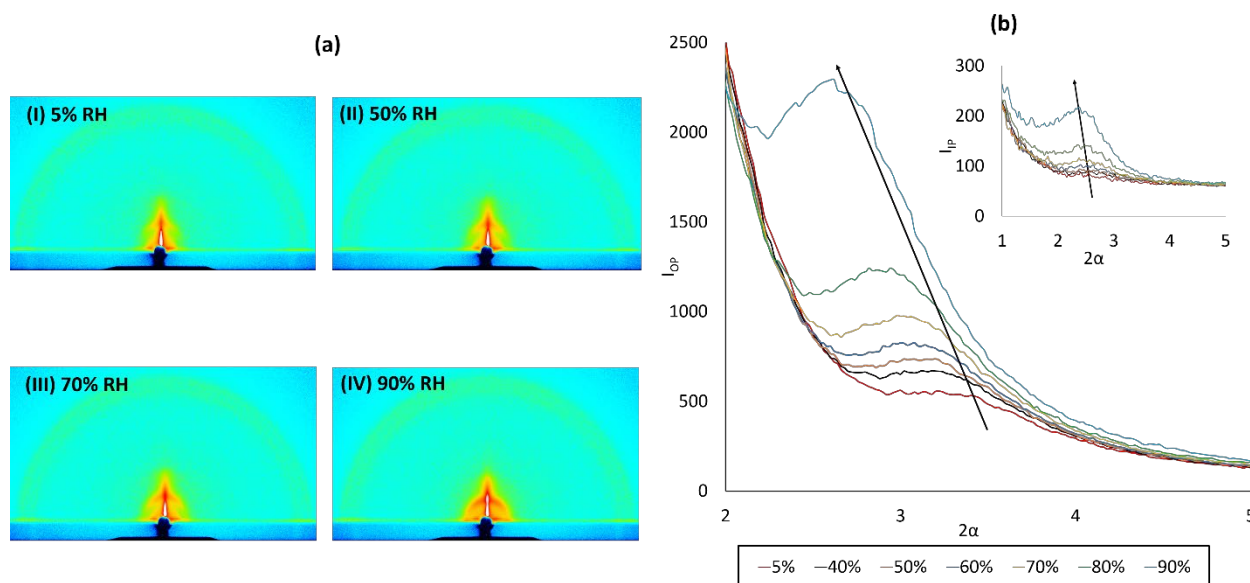 (a)
(I) 5% RH
(II) 50% RH
(III) 70% RH
(IV) 90% RH
(b)
2500
2000
1500
1000
500
0
I_OP
2
3
4
5
2α
300
200
100
0
I_IP
1
2
3
4
5
2α
—5% —40% —50% —60% —70% —80% —90%